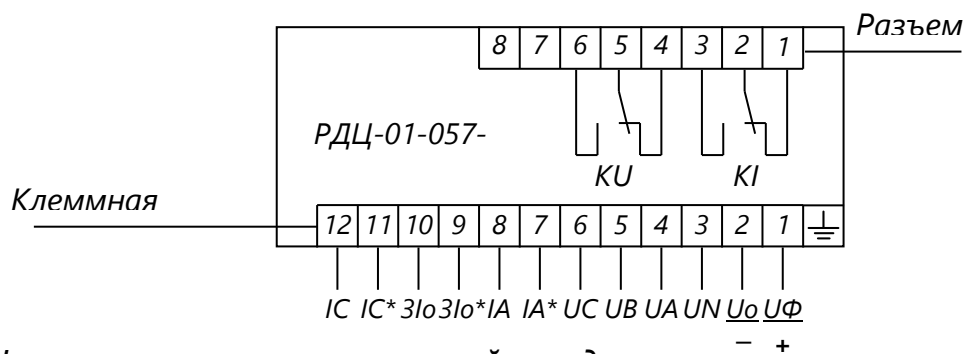 Разъем
8 7 6 5 4 3 2 1
РДЦ-01-057-
KU KI
Клеммная
12 11 10 9 8 7 6 5 4 3 2 1
IC IC* 3Io 3Io* IA IA* UC UB UA UN Uo UФ
– +